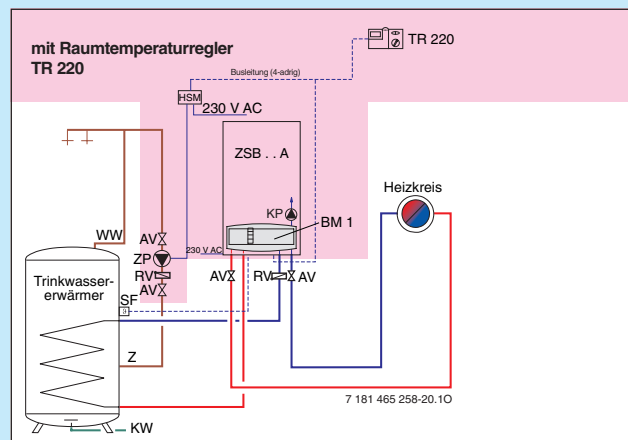 mit Raumtemperaturregler
TR 220
TR 220
Busleitung (4-adrig)
HSM
230 V AC
ZSB . . A
Heizkreis
KP
BM 1
WW
AV
ZP
230 V AC
RV
AV
AV
RV
AV
Trinkwasser-
erwärmer
SF
Z
7 181 465 258-20.1O
KW